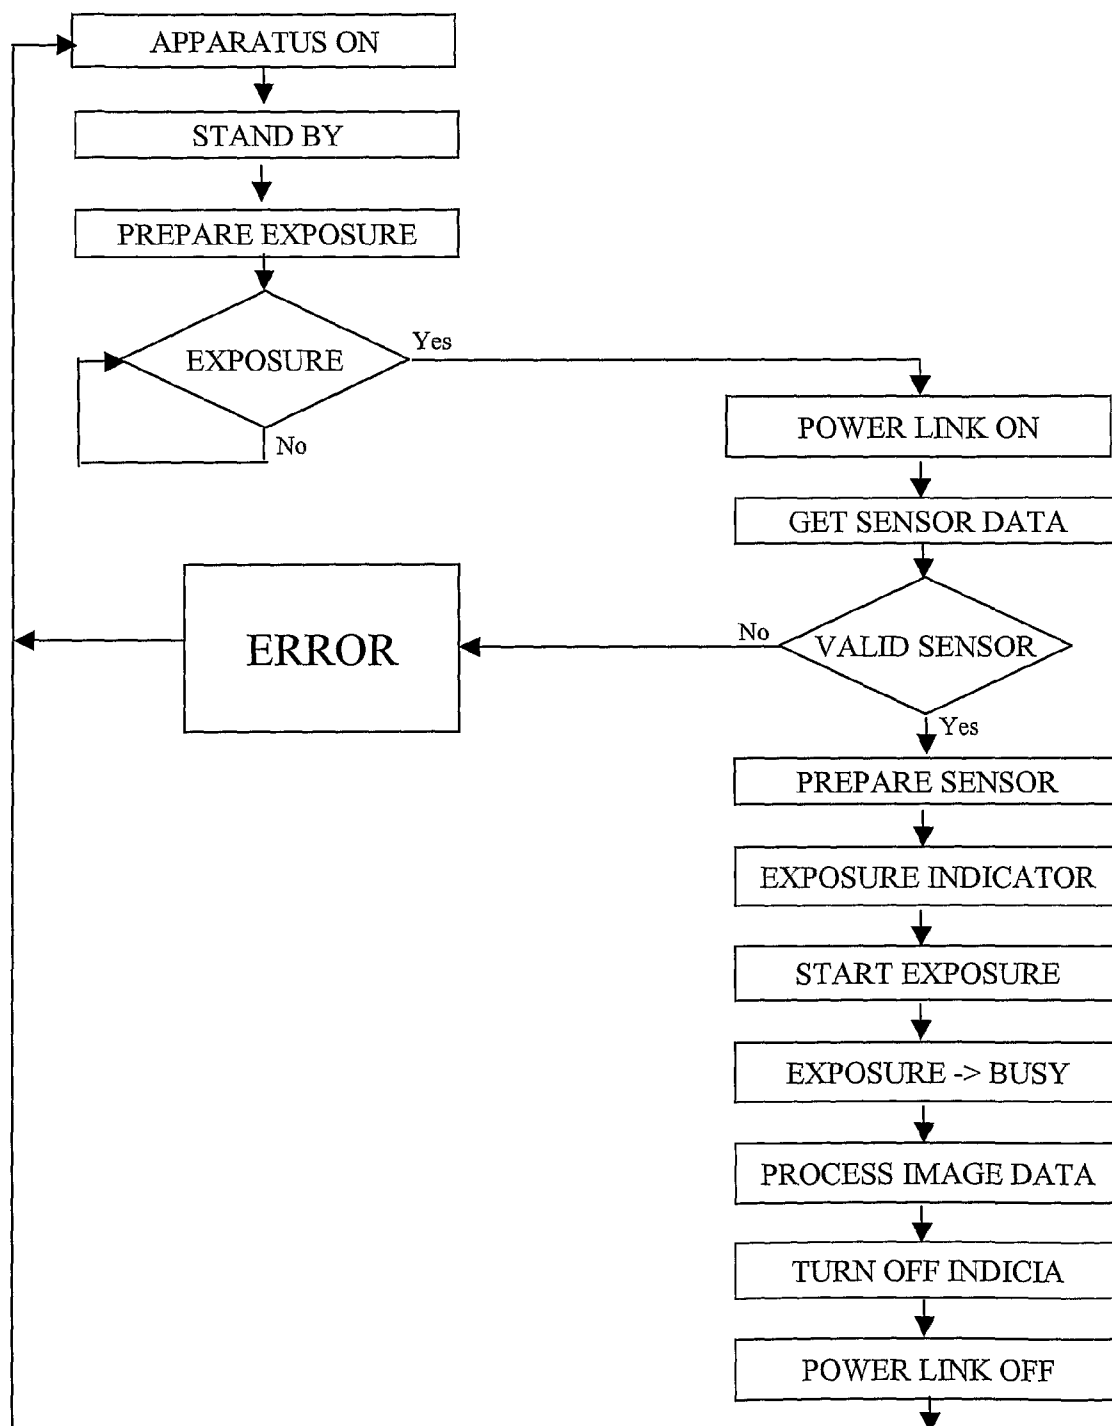 APPARATUS ON
STAND BY
PREPARE EXPOSURE
EXPOSURE
Yes
No
POWER LINK ON
GET SENSOR DATA
VALID SENSOR
No
ERROR
Yes
PREPARE SENSOR
EXPOSURE INDICATOR
START EXPOSURE
EXPOSURE -> BUSY
PROCESS IMAGE DATA
TURN OFF INDICIA
POWER LINK OFF